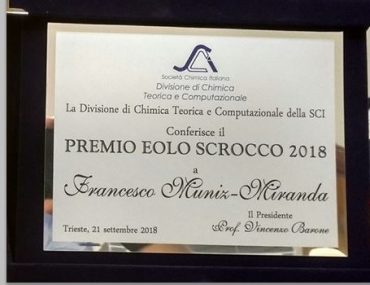 SCI
Società Chimica Italiana
Divisione di Chimica
Teorica e Computazionale
La Divisione di Chimica Teorica e Computazionale della SCI
Conferisce il
PREMIO EOLO SCROCCO 2018
a
Francesco Muniz-Miranda
Il Presidente
Trieste, 21 settembre 2018
Prof. Vincenzo Barone